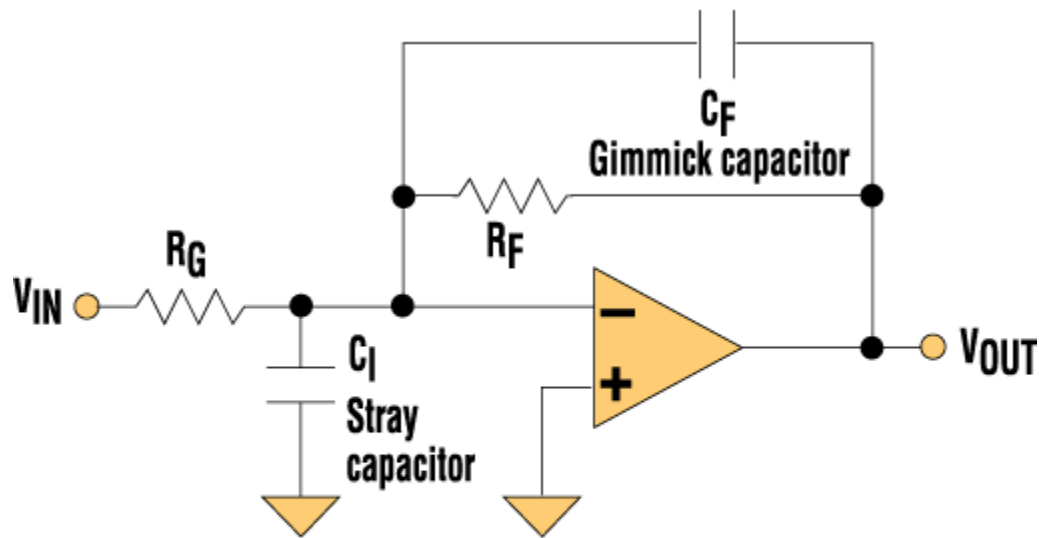 CF
Gimmick capacitor
RF
RG
VIN
CI
Stray
capacitor
−
+
VOUT